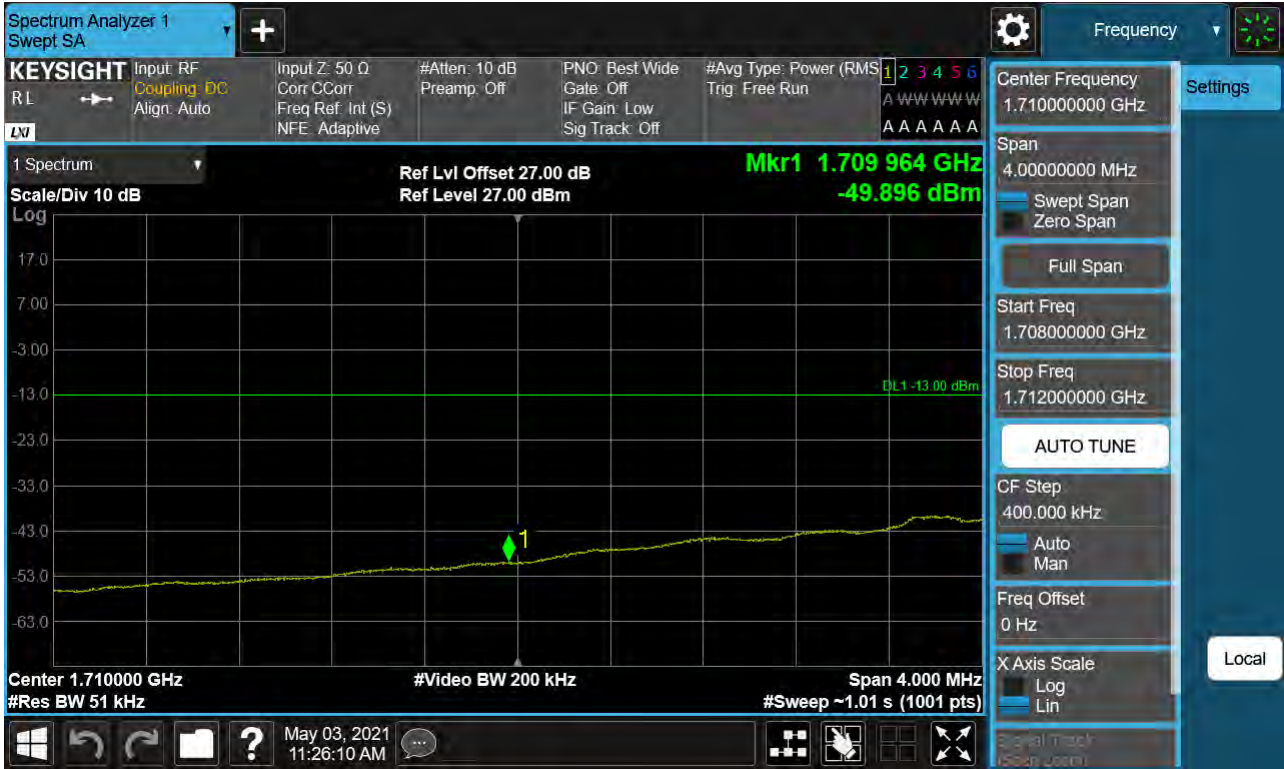 Spectrum Analyzer 1
Swept SA
+
Frequency
KEYSIGHT
RL
LXI
Input: RF
Coupling: DC
Align: Auto
Input Z: 50 Ω
Corr CCorr
Freq Ref: Int (S)
NFE: Adaptive
#Atten: 10 dB
Preamp: Off
PNO: Best Wide
Gate: Off
IF Gain: Low
Sig Track: Off
#Avg Type: Power (RMS
Trig: Free Run
1 2 3 4 5 6
A W W W W W
A A A A A A
1 Spectrum
Scale/Div 10 dB
Log
Ref Lvl Offset 27.00 dB
Ref Level 27.00 dBm
Mkr1 1.709 964 GHz
-49.896 dBm
17.0
7.00
-3.00
-13.0
-23.0
-33.0
-43.0
-53.0
-63.0
DL1 -13.00 dBm
1
Center 1.710000 GHz
#Res BW 51 kHz
#Video BW 200 kHz
Span 4.000 MHz
#Sweep ~1.01 s (1001 pts)
Center Frequency
1.710000000 GHz
Span
4.00000000 MHz
Swept Span
Zero Span
Full Span
Start Freq
1.708000000 GHz
Stop Freq
1.712000000 GHz
AUTO TUNE
CF Step
400.000 kHz
Auto
Man
Freq Offset
0 Hz
X Axis Scale
Log
Lin
Signal Track
(Span Zoom)
Settings
Local
?
May 03, 2021
11:26:10 AM